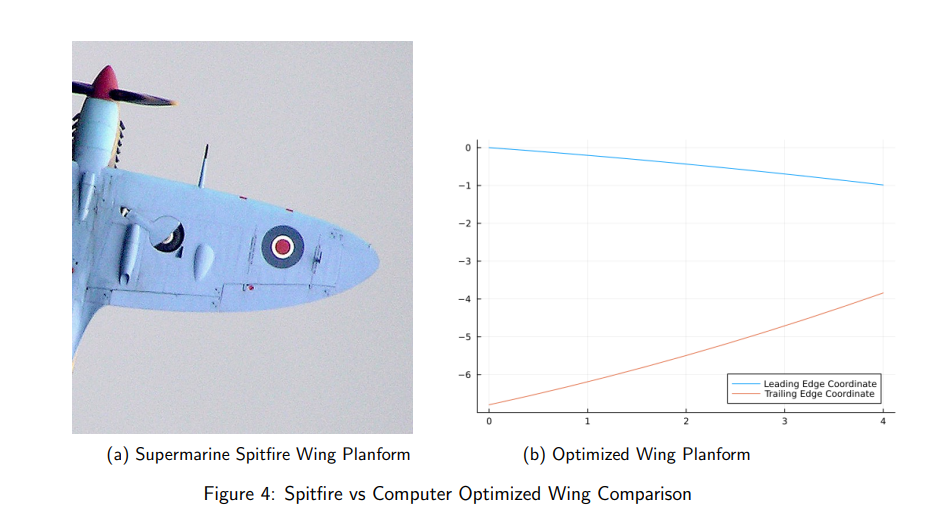 0
−1
−2
−3
−4
−5
−6
Leading Edge Coordinate
Trailing Edge Coordinate
0 1 2 3 4
(a) Supermarine Spitfire Wing Planform
(b) Optimized Wing Planform
Figure 4: Spitfire vs Computer Optimized Wing Comparison